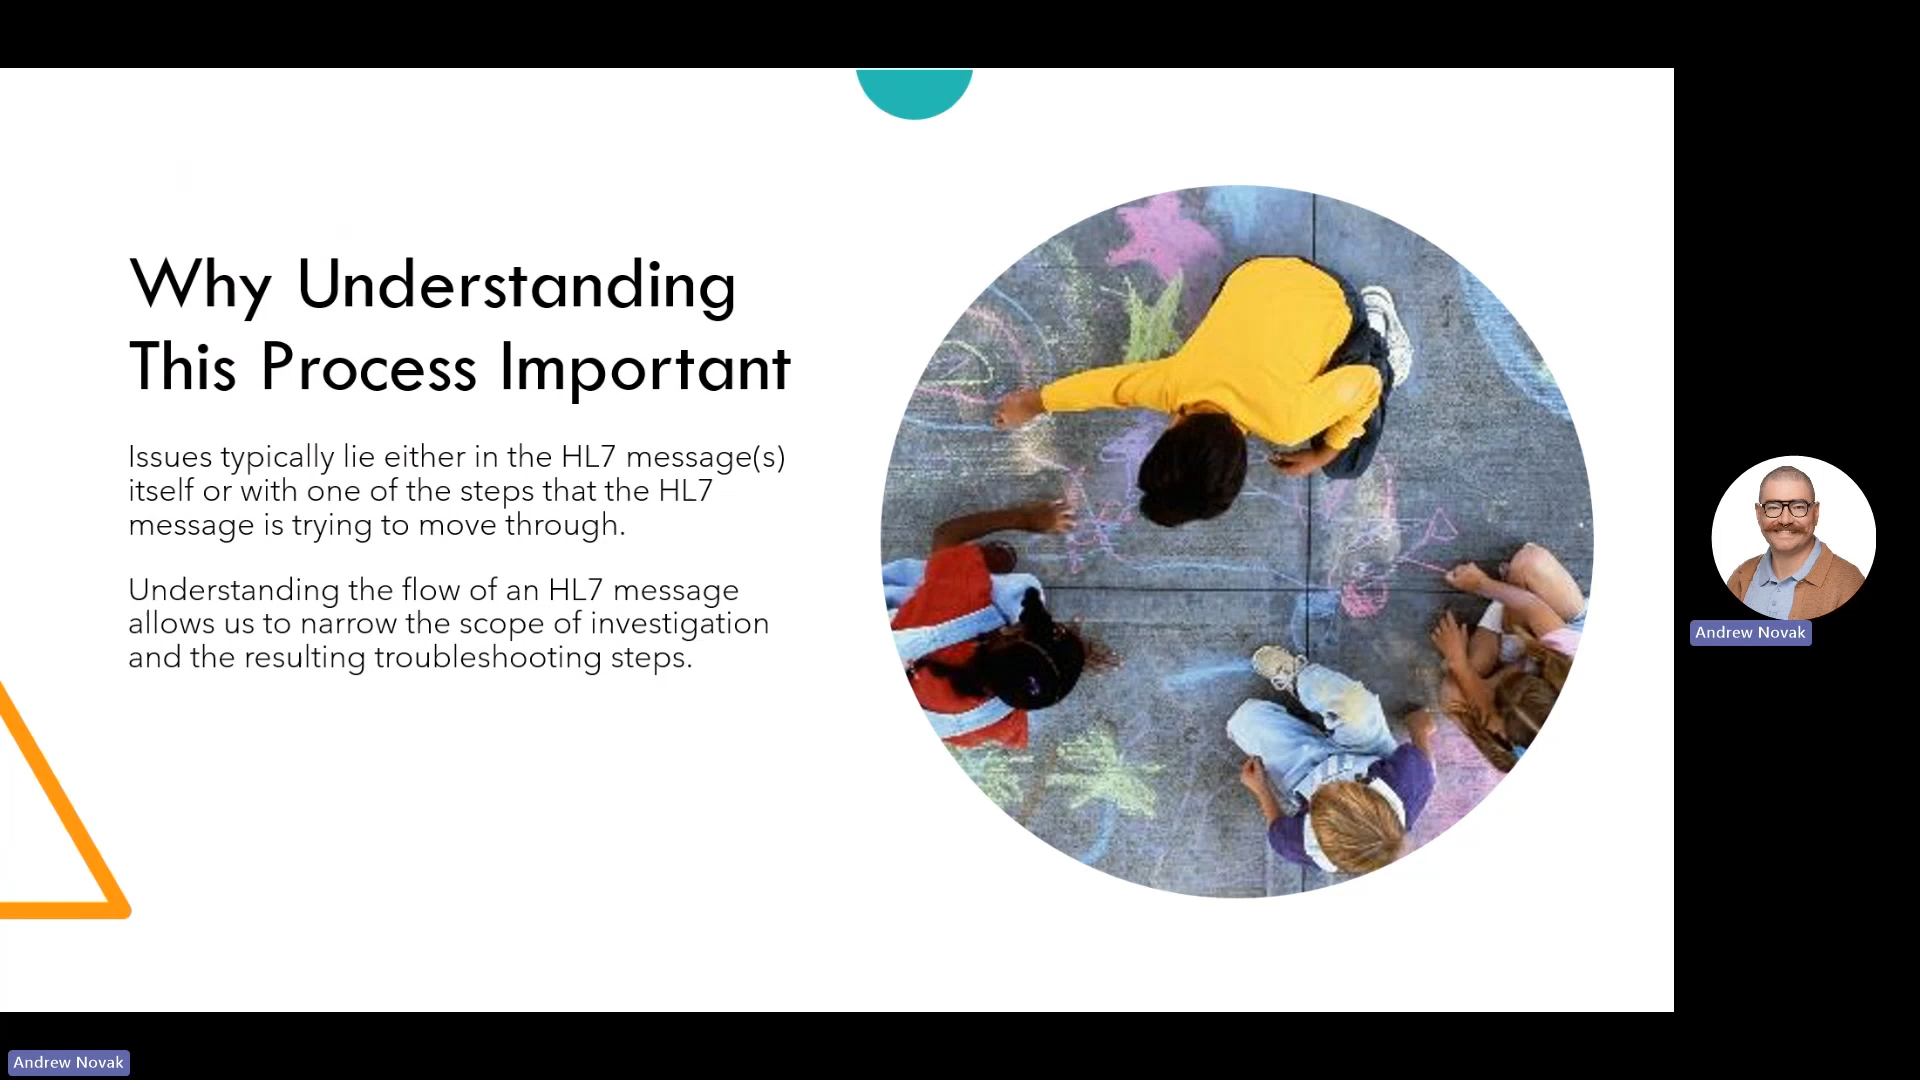 Why Understanding
This Process Important
Issues typically lie either in the HL7 message(s)
itself or with one of the steps that the HL7
message is trying to move through.
Understanding the flow of an HL7 message
allows us to narrow the scope of investigation
and the resulting troubleshooting steps.
Andrew Novak
Andrew Novak